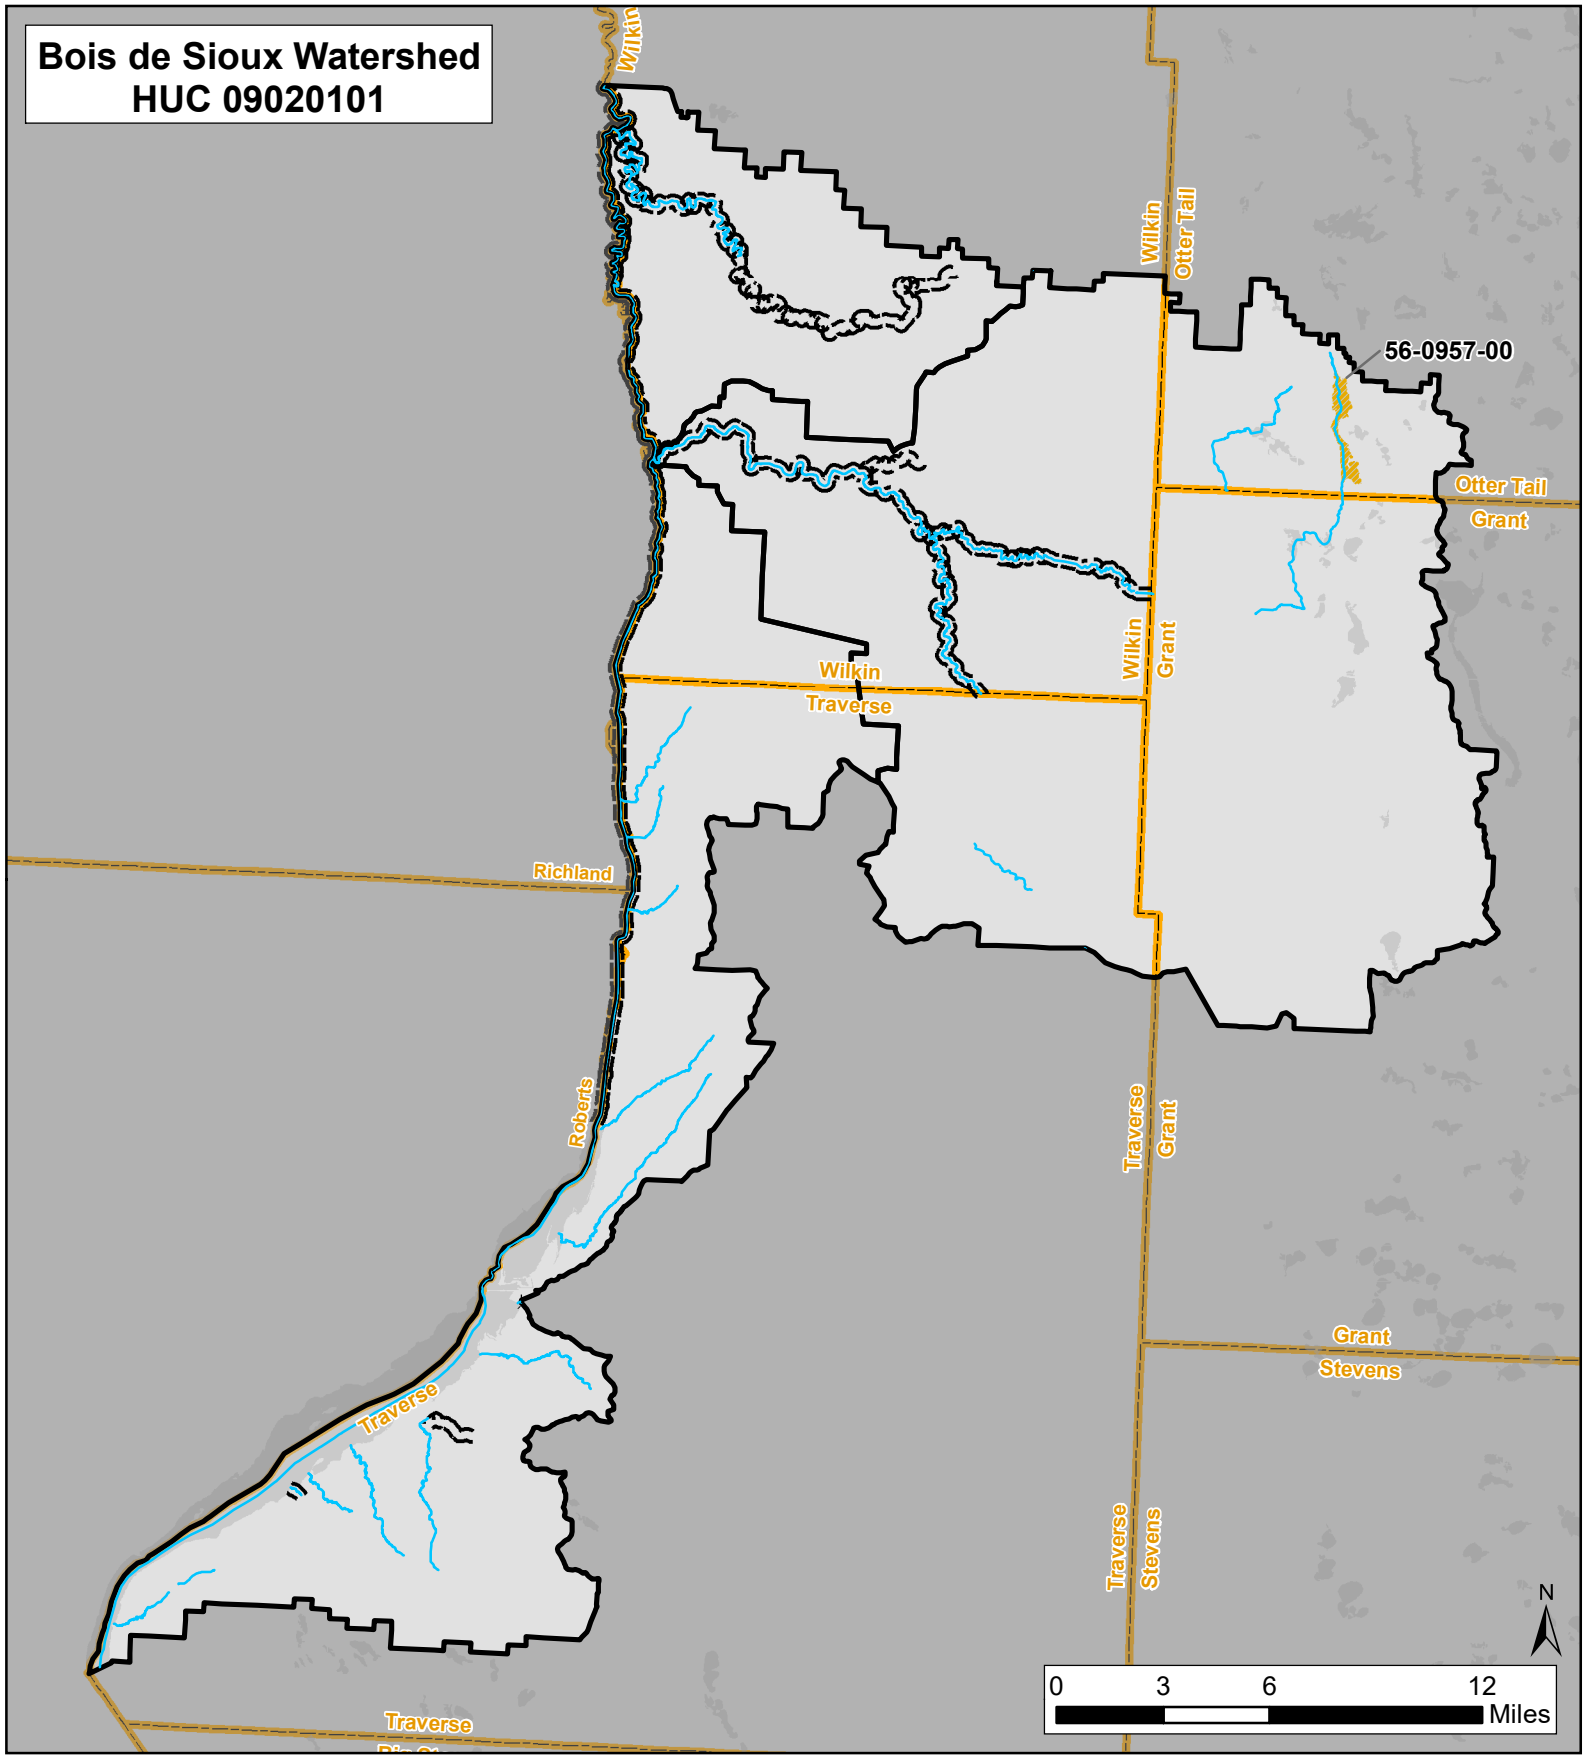 Bois de Sioux Watershed
HUC 09020101
Wilkin
Wilkin
Otter Tail
56-0957-00
Otter Tail
Grant
Wilkin
Grant
Wilkin
Traverse
Richland
Roberts
Traverse
Grant
Grant
Stevens
Traverse
Traverse
Stevens
N
0 3 6 12
Miles
Traverse